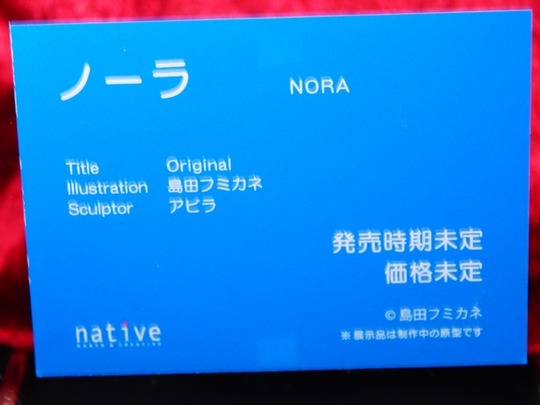 ノーラ NORA
Title Original
Illustration 島田フミカネ
Sculptor アビラ
発売時期未定
価格未定
© 島田フミカネ
※ 展示品は制作中の原型です
native